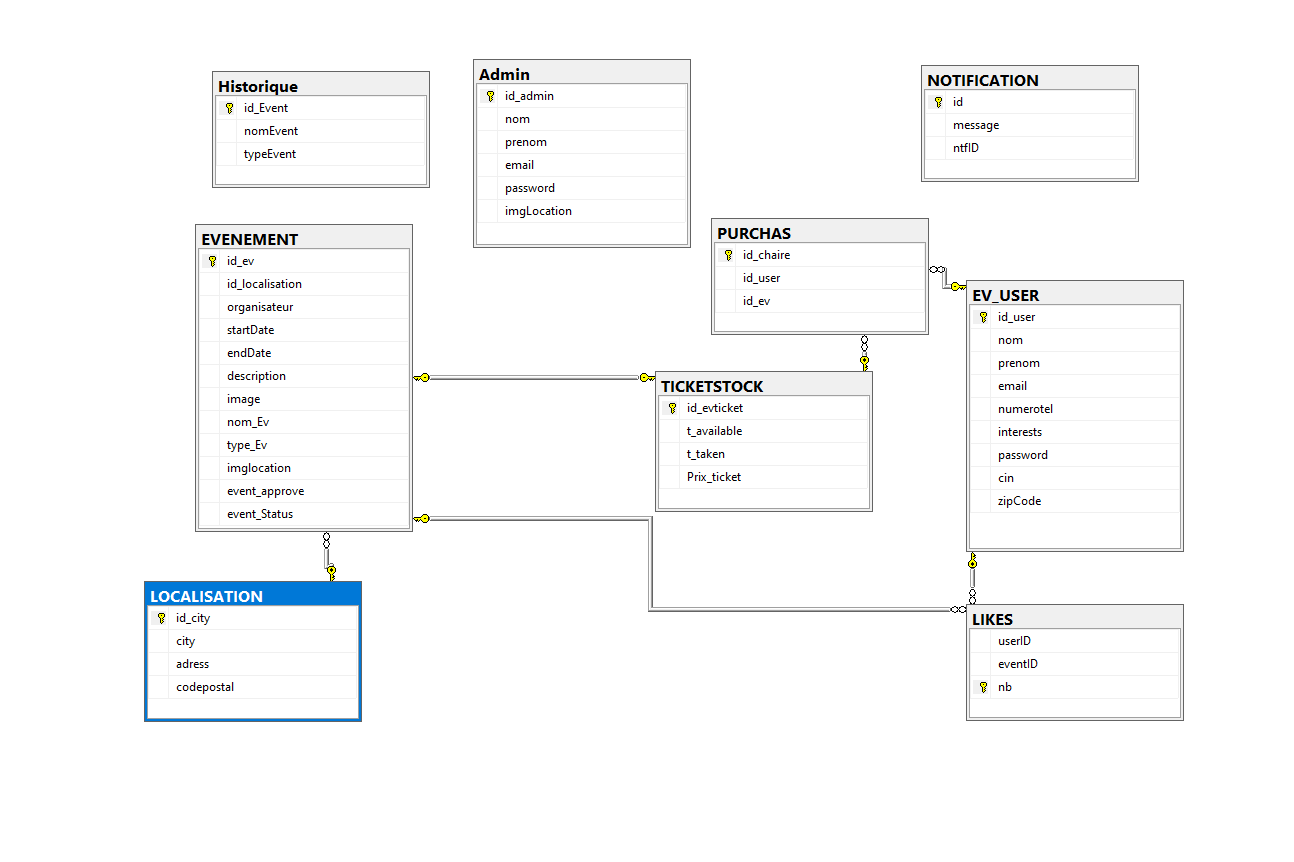 Historique
id_Event
nomEvent
typeEvent
Admin
id_admin
nom
prenom
email
password
imgLocation
NOTIFICATION
id
message
ntfID
EVENEMENT
id_ev
id_localisation
organisateur
startDate
endDate
description
image
nom_Ev
type_Ev
imglocation
event_approve
event_Status
PURCHAS
id_chaire
id_user
id_ev
EV_USER
id_user
nom
prenom
email
numerotel
interests
password
cin
zipCode
TICKETSTOCK
id_evticket
t_available
t_taken
Prix_ticket
LOCALISATION
id_city
city
adress
codepostal
LIKES
userID
eventID
nb